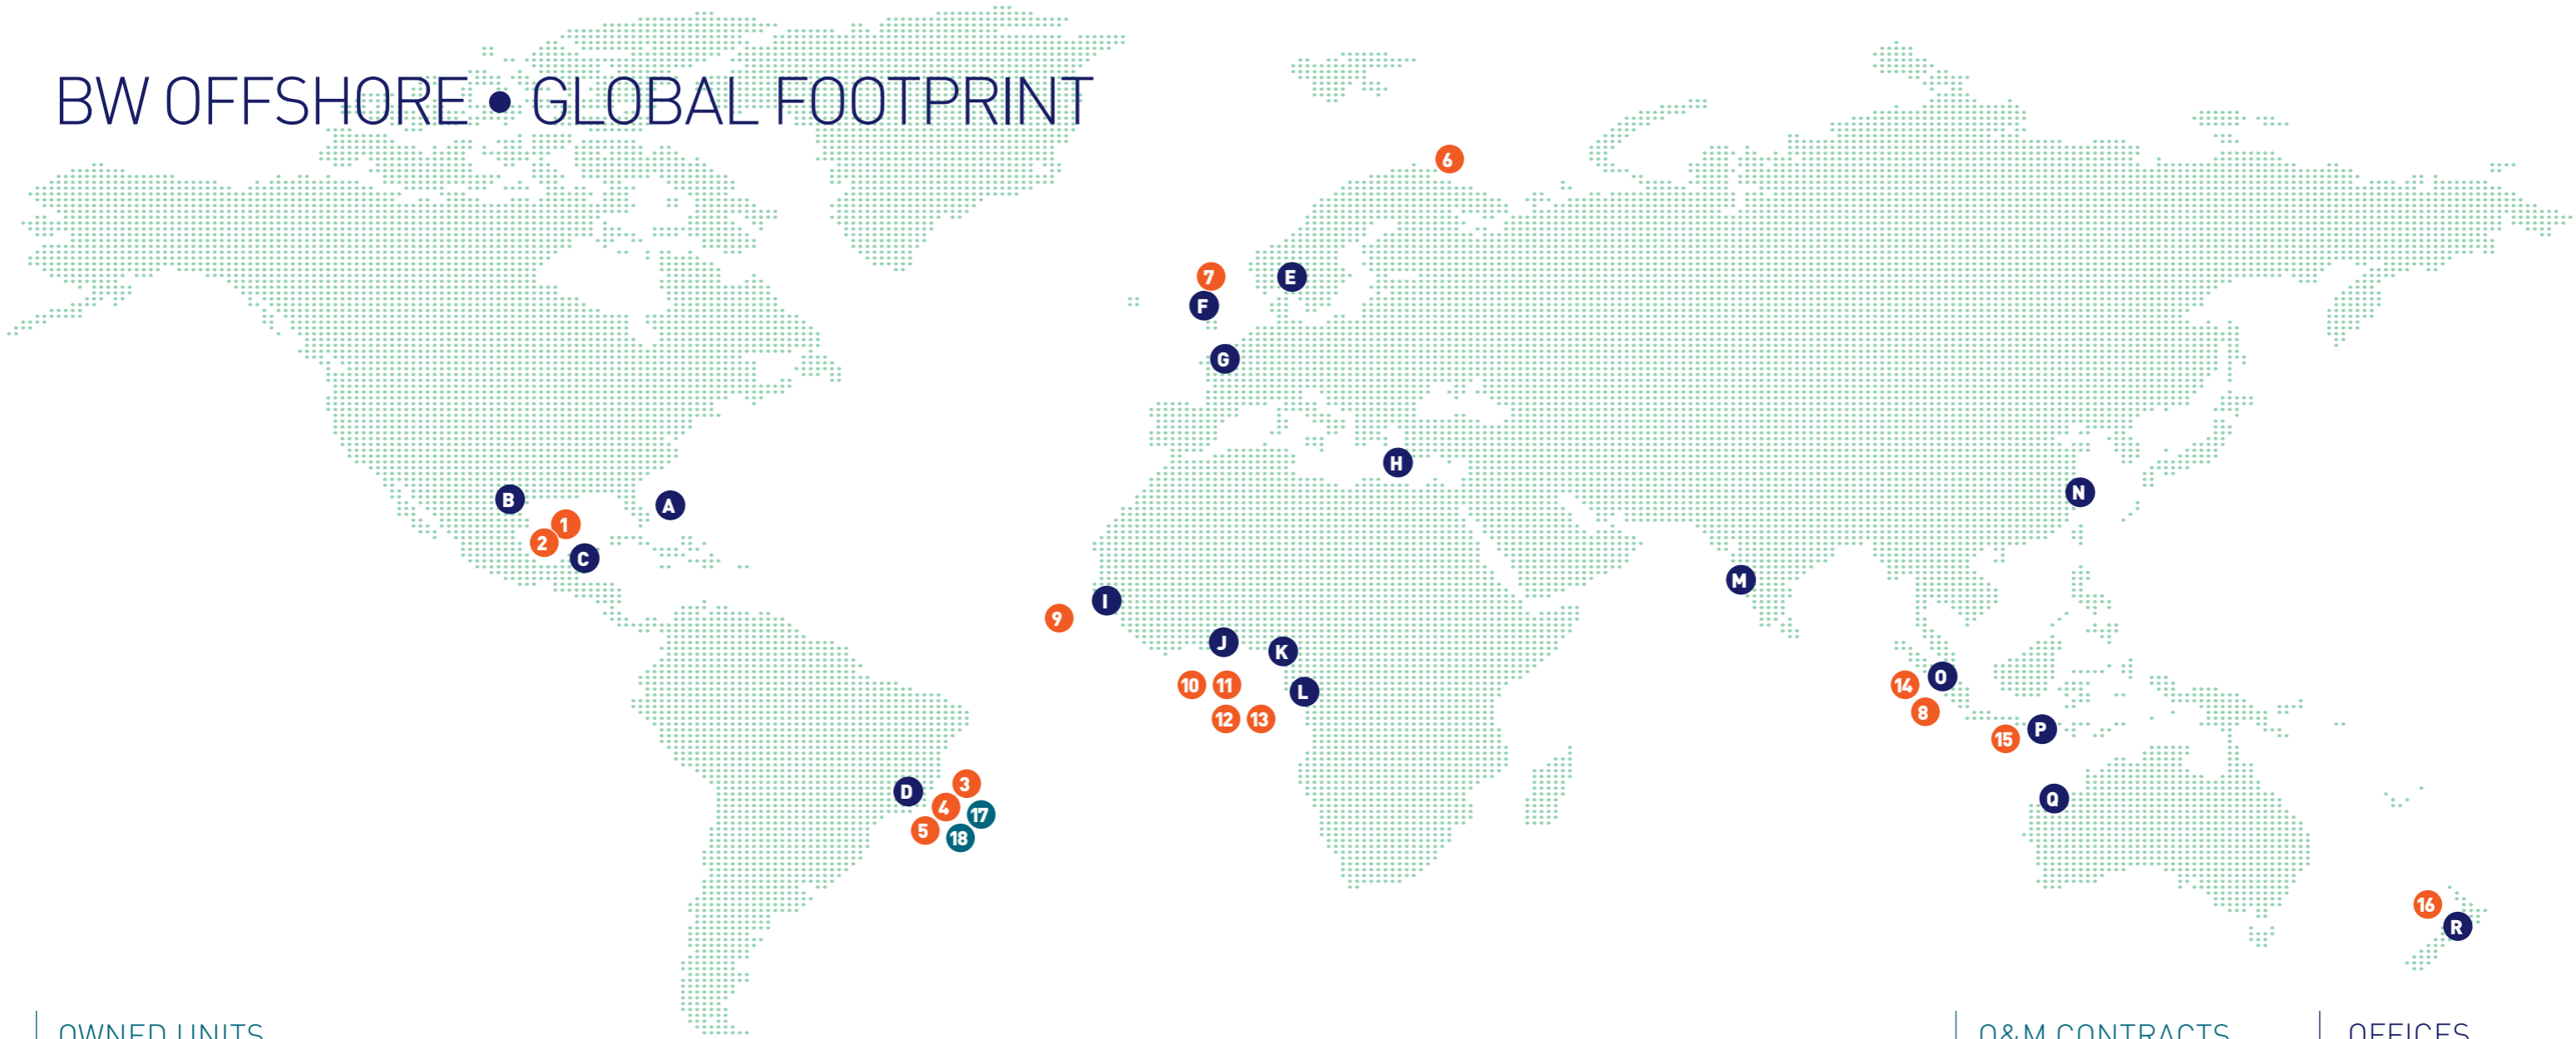 BW OFFSHORE • GLOBAL FOOTPRINT
6
7
E
F
G
H
B
A
N
1
2
C
M
I
9
J
K
10
11
L
14
O
8
12
13
15
P
D
3
4
17
Q
5
18
16
R
OWNED UNITS
O&M CONTRACTS
OFFICES